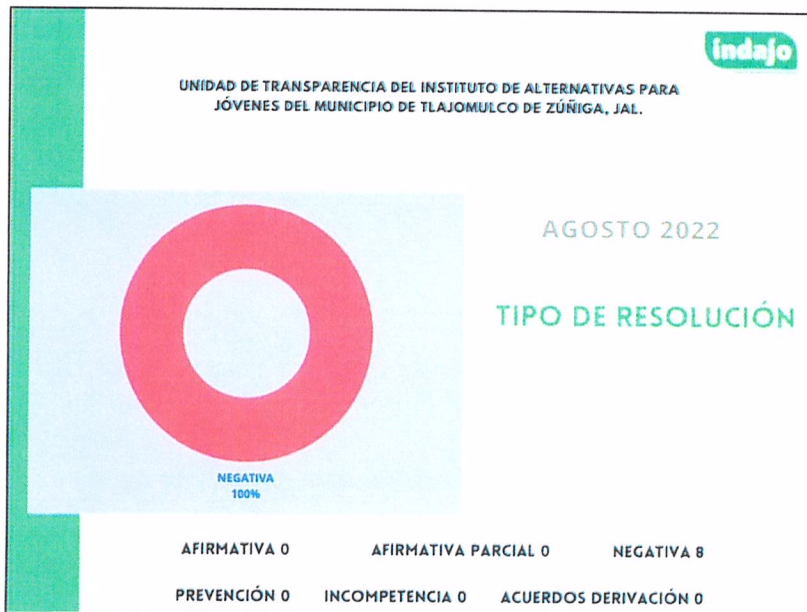 indajo
UNIDAD DE TRANSPARENCIA DEL INSTITUTO DE ALTERNATIVAS PARA
JÓVENES DEL MUNICIPIO DE TLAJOMULCO DE ZÚÑIGA, JAL.
AGOSTO 2022
TIPO DE RESOLUCIÓN
NEGATIVA
100%
AFIRMATIVA 0 AFIRMATIVA PARCIAL 0 NEGATIVA 8
PREVENCIÓN 0 INCOMPETENCIA 0 ACUERDOS DERIVACIÓN 0